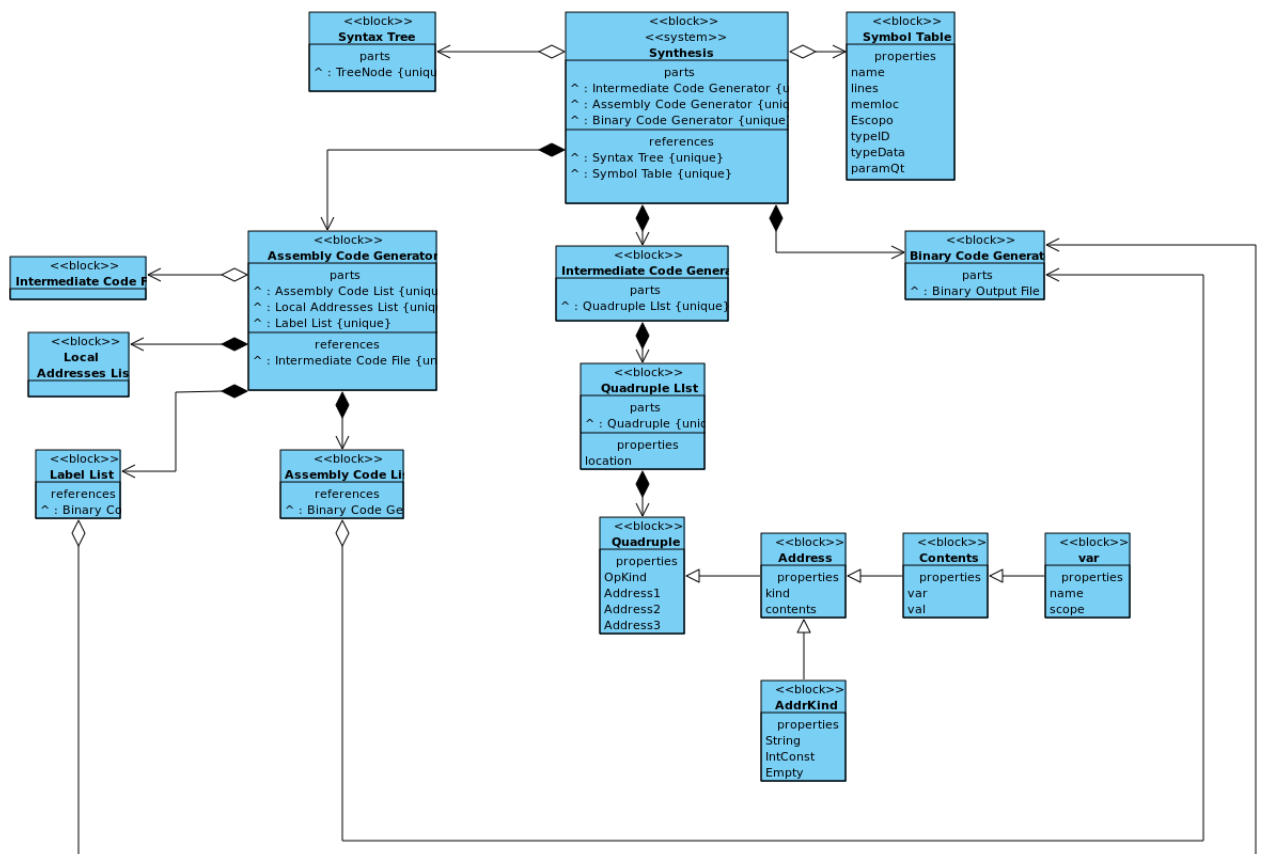 <<block>>
Syntax Tree
parts
^ : TreeNode {uniqu
<<block>>
<<system>>
Synthesis
parts
^ : Intermediate Code Generator {u
^ : Assembly Code Generator {uniq
^ : Binary Code Generator {unique
references
^ : Syntax Tree {unique}
^ : Symbol Table {unique}
<<block>>
Symbol Table
properties
name
lines
memloc
Escopo
typeID
typeData
paramQt
<<block>>
Intermediate Code F
<<block>>
Assembly Code Generator
parts
^ : Assembly Code List {uniqu
^ : Local Addresses List {uniq
^ : Label List {unique}
references
^ : Intermediate Code File {un
<<block>>
Intermediate Code Genera
parts
^ : Quadruple LIst {unique}
<<block>>
Binary Code Generat
parts
^ : Binary Output File
<<block>>
Local
Addresses Lis
<<block>>
Quadruple LIst
parts
^ : Quadruple {uniq
properties
location
<<block>>
Label List
references
^ : Binary Co
<<block>>
Assembly Code Li
references
^ : Binary Code Ge
<<block>>
Quadruple
properties
OpKind
Address1
Address2
Address3
<<block>>
Address
properties
kind
contents
<<block>>
Contents
properties
var
val
<<block>>
var
properties
name
scope
<<block>>
AddrKind
properties
String
IntConst
Empty